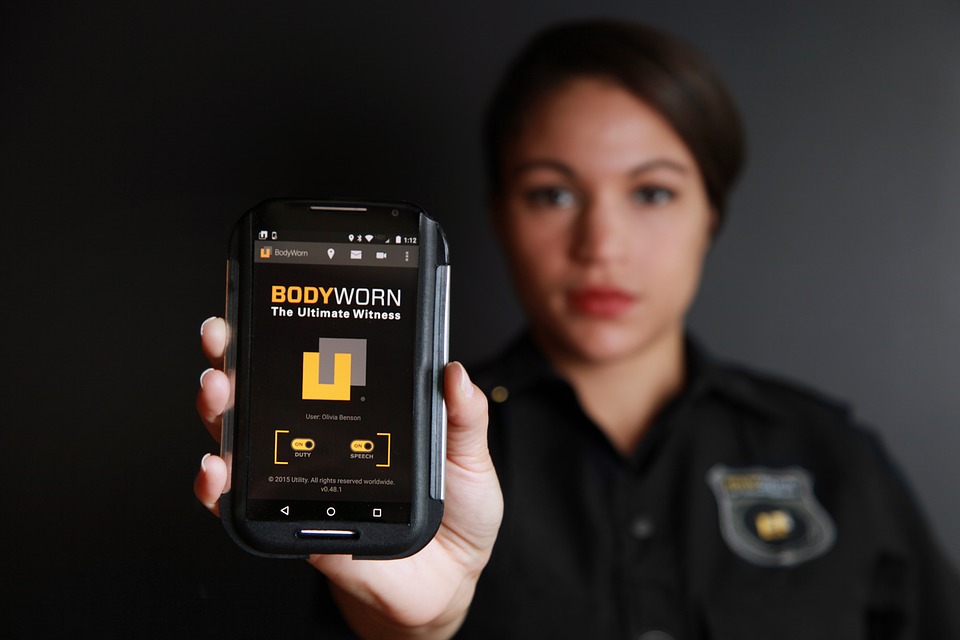 1:12
BodyWorn
BODYWORN
The Ultimate Witness
®
User: Olivia Benson
ON ON
DUTY SPEECH
© 2015 Utility. All rights reserved worldwide.
v0.48.1